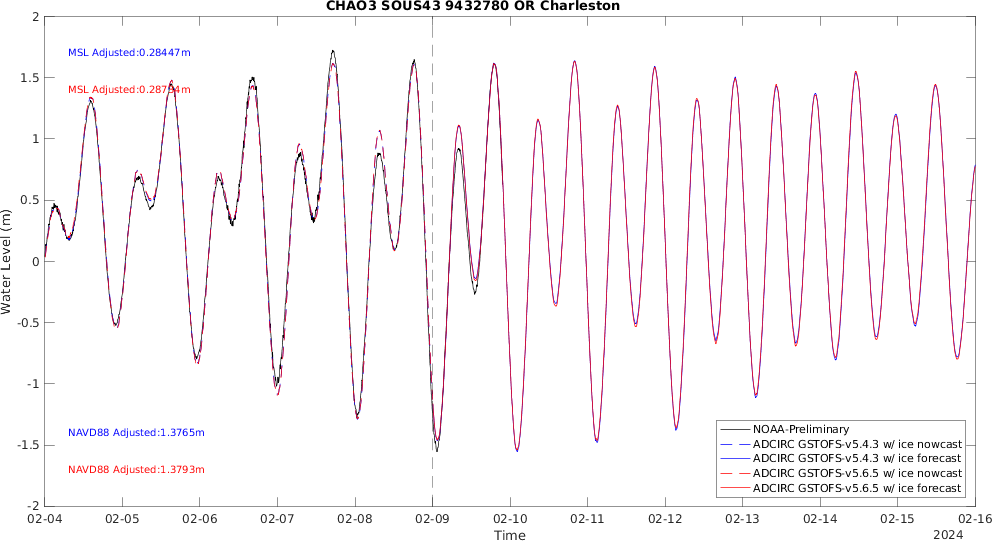 CHAO3 SOUS43 9432780 OR Charleston
2
1.5
1
0.5
0
-0.5
-1
-1.5
-2
Water Level (m)
MSL Adjusted:0.28447m
MSL Adjusted:0.28794m
NAVD88 Adjusted:1.3765m
NAVD88 Adjusted:1.3793m
NOAA-Preliminary
ADCIRC GSTOFS-v5.4.3 w/ ice nowcast
ADCIRC GSTOFS-v5.4.3 w/ ice forecast
ADCIRC GSTOFS-v5.6.5 w/ ice nowcast
ADCIRC GSTOFS-v5.6.5 w/ ice forecast
02-04 02-05 02-06 02-07 02-08 02-09 02-10 02-11 02-12 02-13 02-14 02-15 02-16
Time
2024